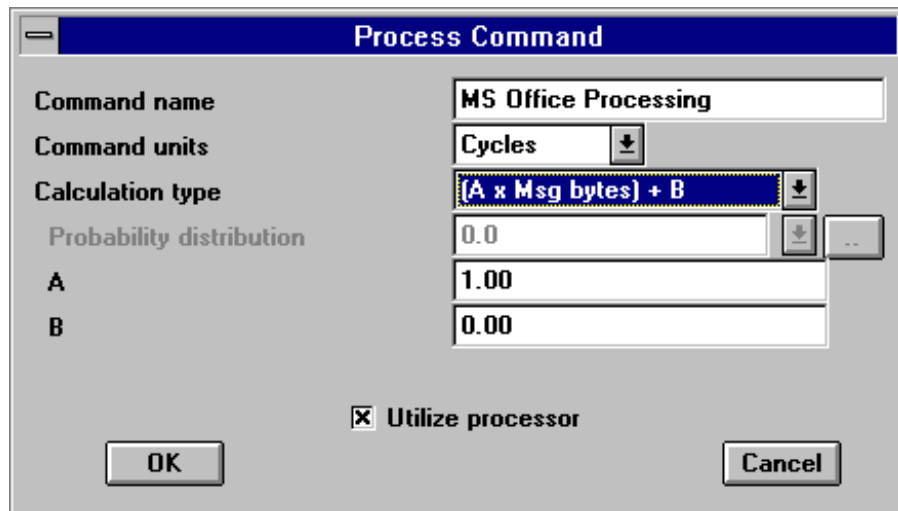 Process Command
Command name MS Office Processing
Command units Cycles
Calculation type (A x Msg bytes) + B
Probability distribution 0.0 ..
A 1.00
B 0.00
Utilize processor
OK Cancel